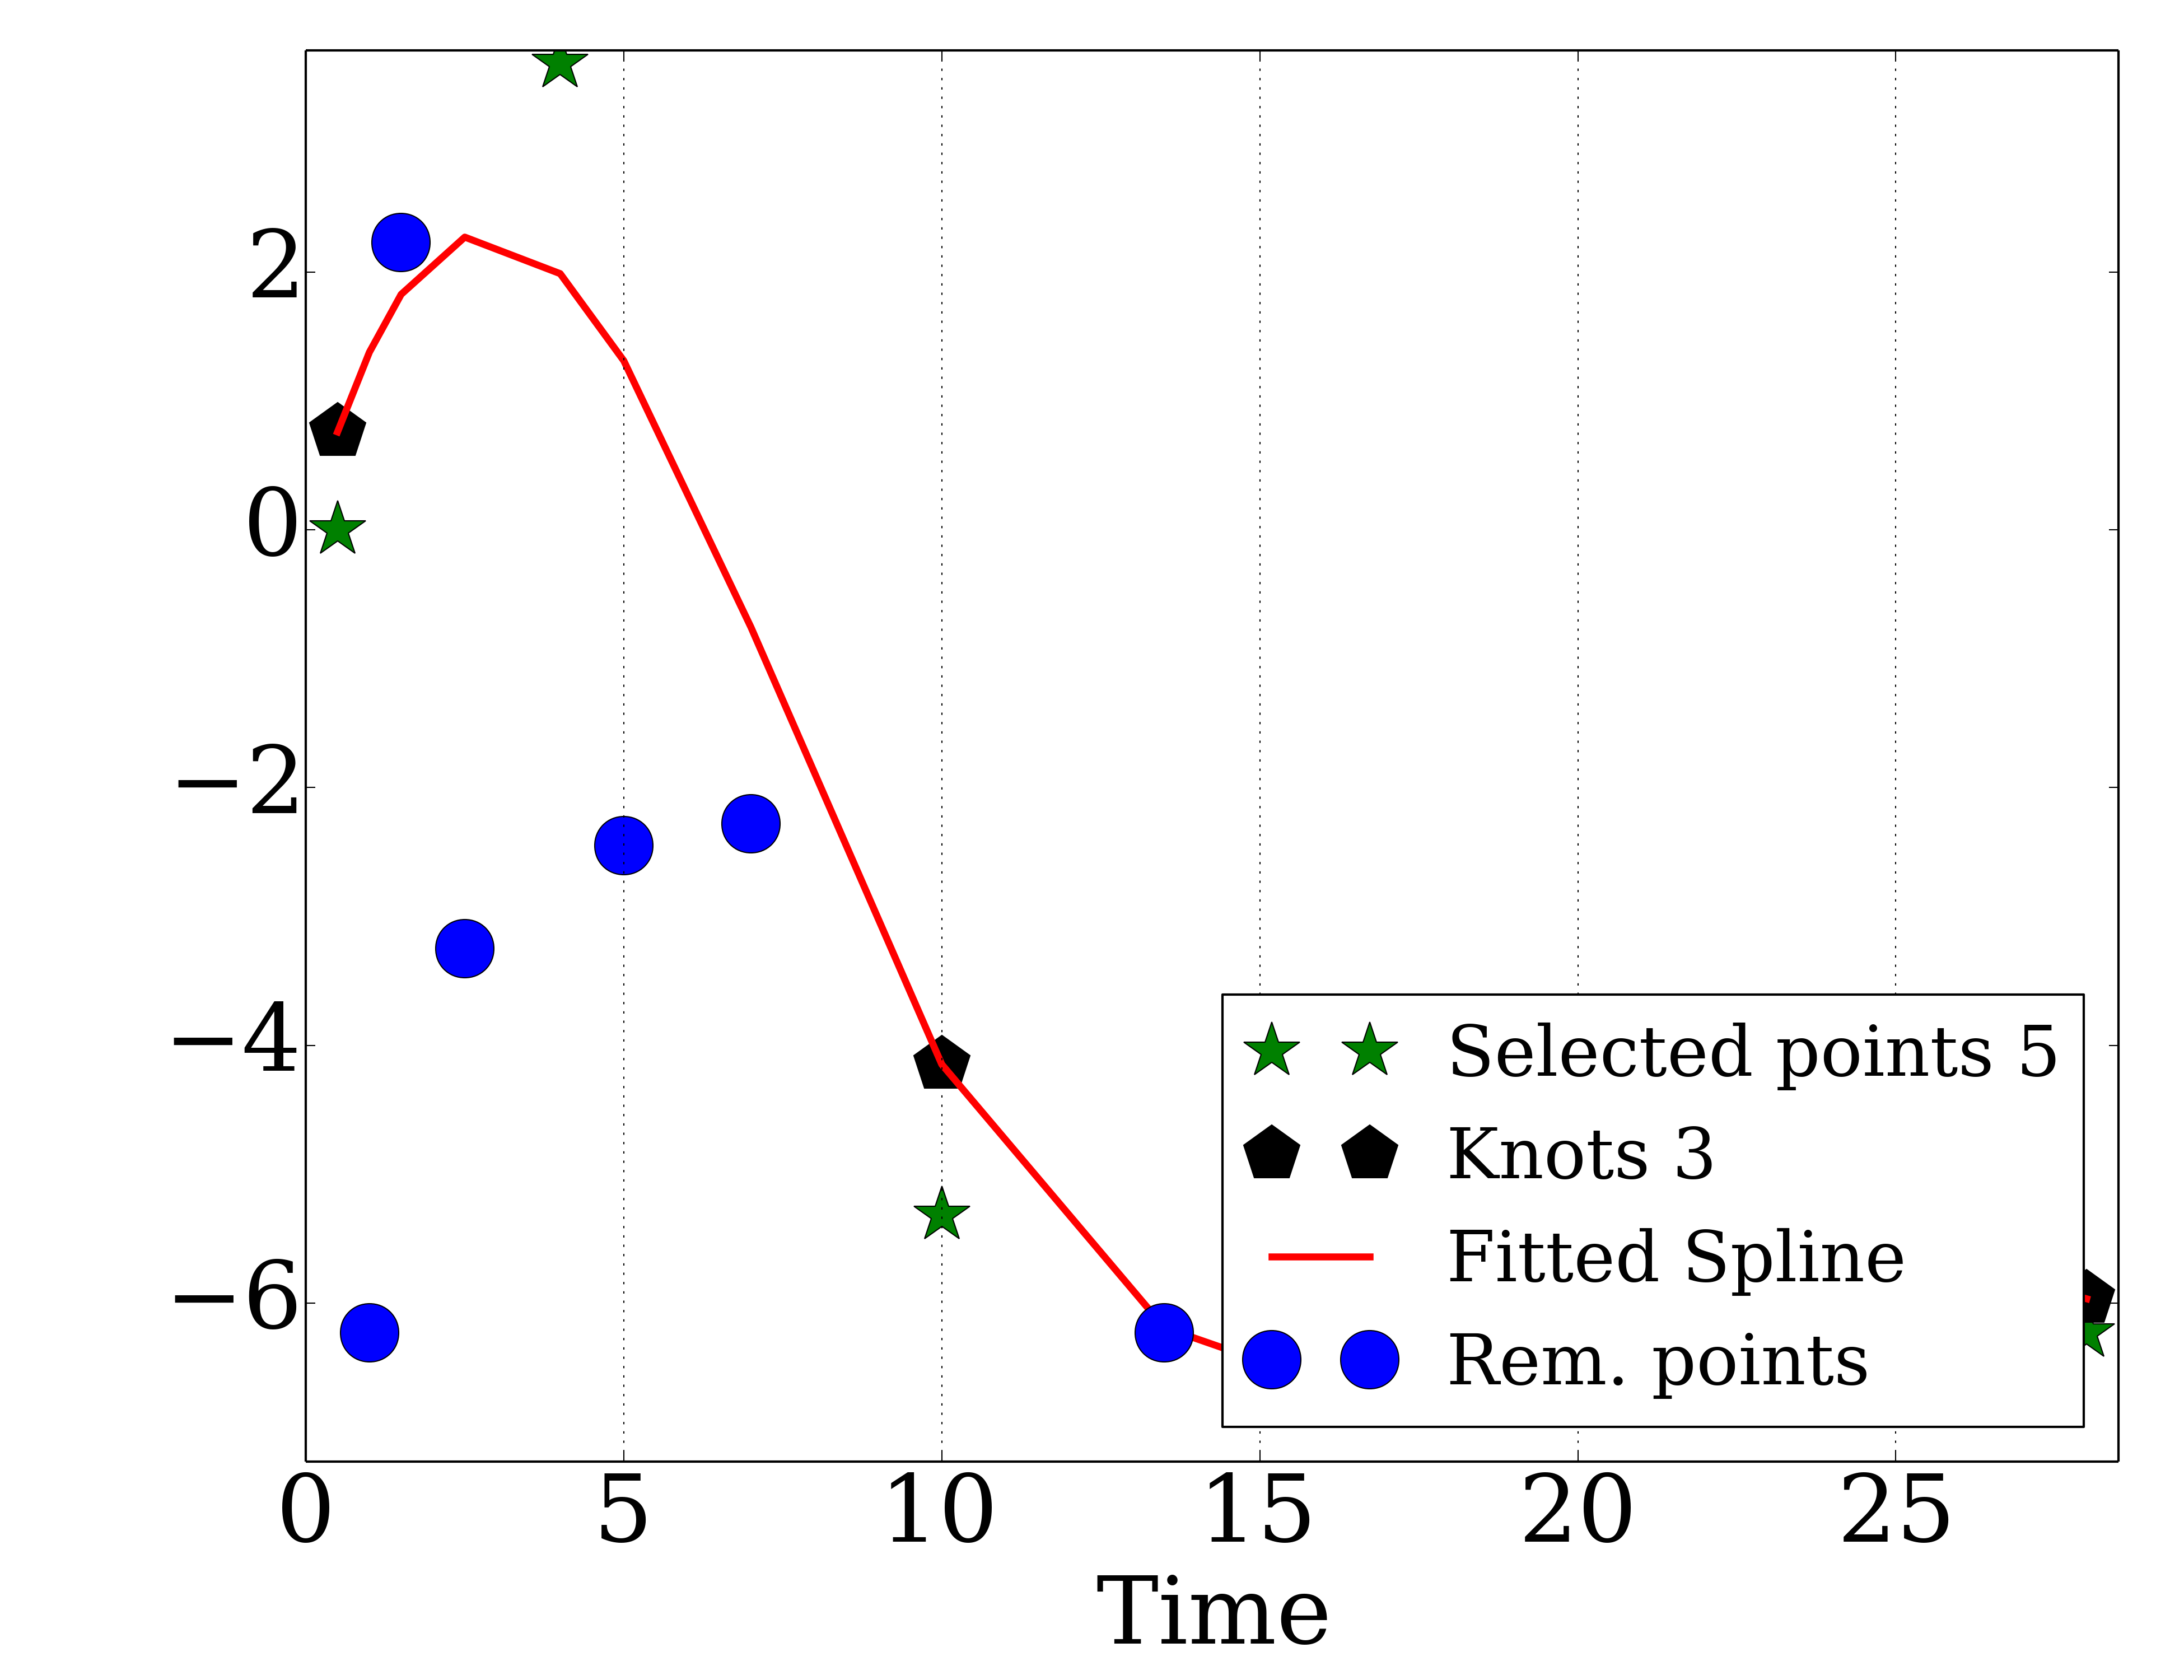 2
0
−2
−4
−6
Selected points 5
Knots 3
Fitted Spline
Rem. points
0 5 10 15 20 25
Time